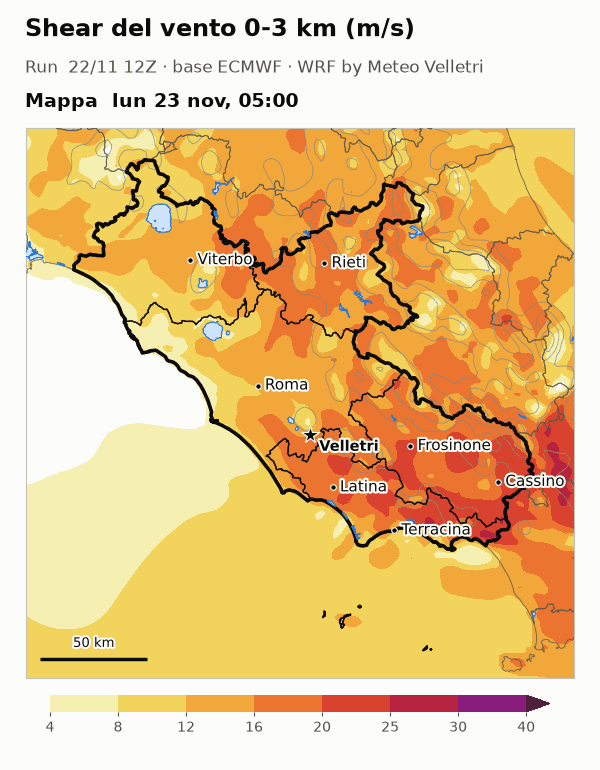 Shear del vento 0-3 km (m/s)
Run  22/11 12Z · base ECMWF · WRF by Meteo Velletri
Mappa  lun 23 nov, 05:00
Viterbo
Rieti
Roma
Velletri
Frosinone
Latina
Cassino
Terracina
50 km
4 8 12 16 20 25 30 40